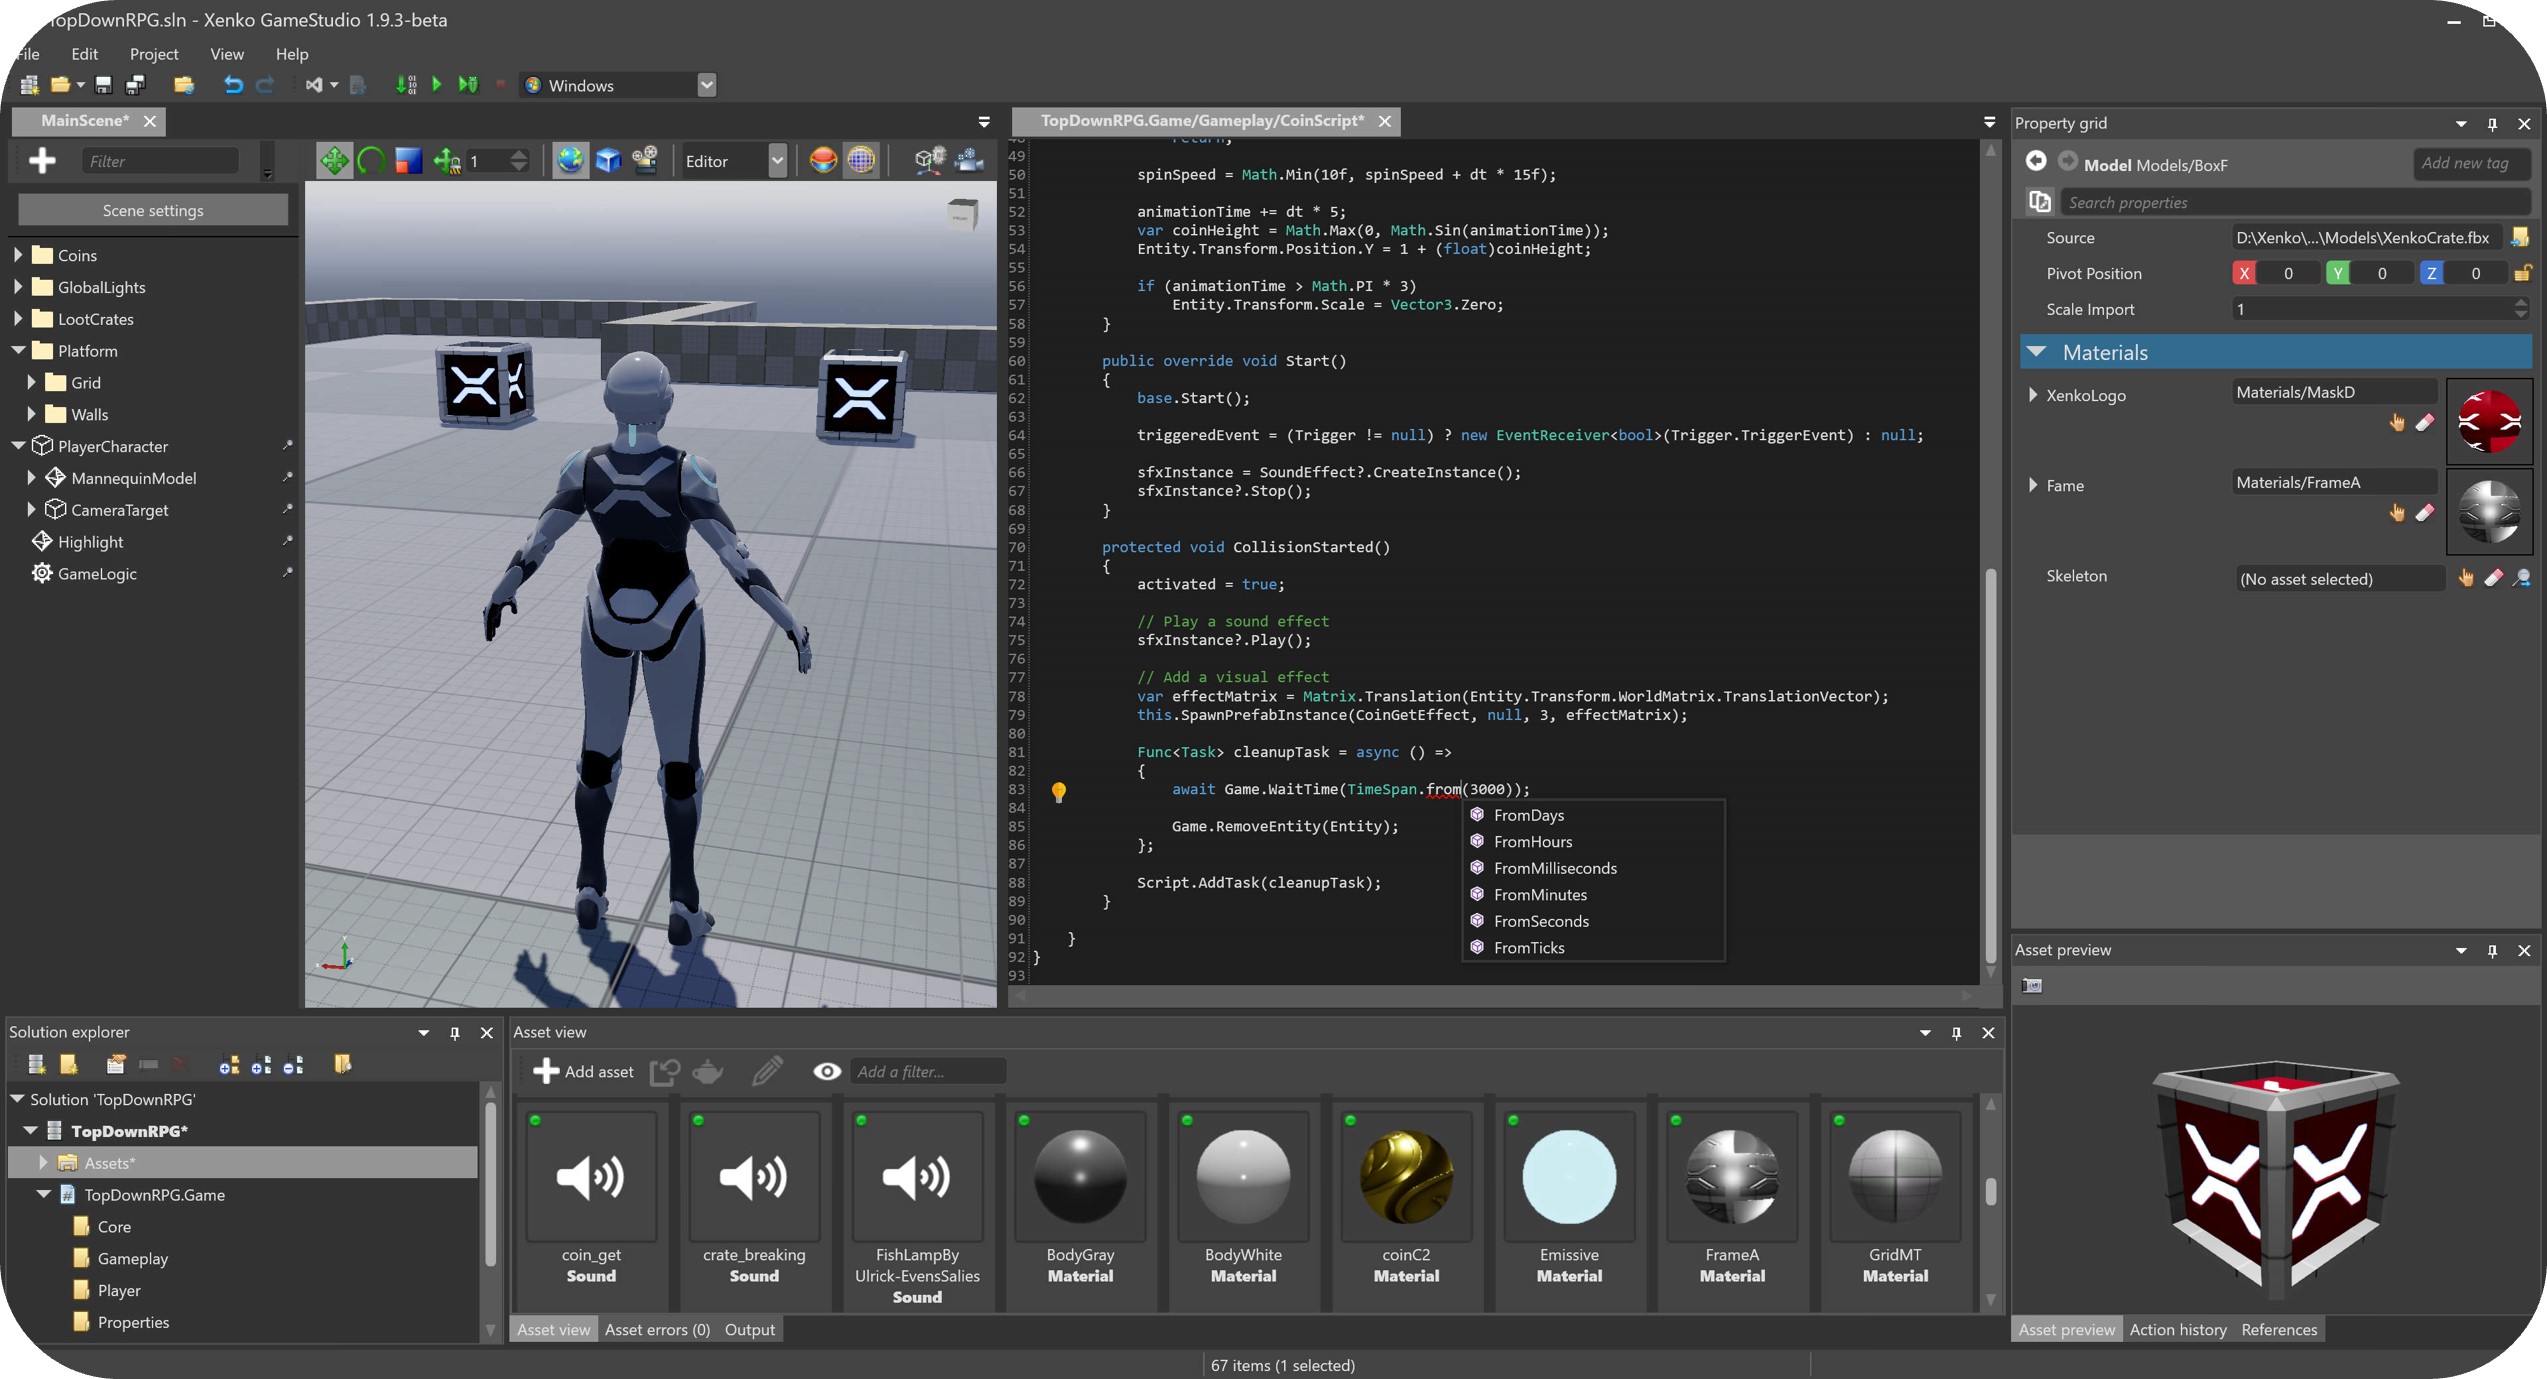 TopDownRPG.sln - Xenko GameStudio 1.9.3-beta
File Edit Project View Help
Windows
MainScene*
Filter
Scene settings
Coins
GlobalLights
LootCrates
Platform
Grid
Walls
PlayerCharacter
MannequinModel
CameraTarget
Highlight
GameLogic
1
Editor
TopDownRPG.Game/Gameplay/CoinScript*
48 return;
49
50 spinSpeed = Math.Min(10f, spinSpeed + dt * 15f);
51
52 animationTime += dt * 5;
53 var coinHeight = Math.Max(0, Math.Sin(animationTime));
54 Entity.Transform.Position.Y = 1 + (float)coinHeight;
55
56 if (animationTime > Math.PI * 3)
57 Entity.Transform.Scale = Vector3.Zero;
58 }
59
60 public override void Start()
61 {
62 base.Start();
63
64 triggeredEvent = (Trigger != null) ? new EventReceiver<bool>(Trigger.TriggerEvent) : null;
65
66 sfxInstance = SoundEffect?.CreateInstance();
67 sfxInstance?.Stop();
68 }
69
70 protected void CollisionStarted()
71 {
72 activated = true;
73
74 // Play a sound effect
75 sfxInstance?.Play();
76
77 // Add a visual effect
78 var effectMatrix = Matrix.Translation(Entity.Transform.WorldMatrix.TranslationVector);
79 this.SpawnPrefabInstance(CoinGetEffect, null, 3, effectMatrix);
80
81 Func<Task> cleanupTask = async () =>
82 {
83 await Game.WaitTime(TimeSpan.from(3000));
84
85 Game.RemoveEntity(Entity);
86 };
87
88 Script.AddTask(cleanupTask);
89 }
90
91 }
92 }
93
FromDays
FromHours
FromMilliseconds
FromMinutes
FromSeconds
FromTicks
Property grid
Model Models/BoxF
Add new tag
Search properties
Source D:\Xenko\...\Models\XenkoCrate.fbx
Pivot Position X 0 Y 0 Z 0
Scale Import 1
Materials
XenkoLogo Materials/MaskD
Fame Materials/FrameA
Skeleton (No asset selected)
Asset preview
Asset preview Action history References
Solution explorer
Solution 'TopDownRPG'
TopDownRPG*
Assets*
TopDownRPG.Game
Core
Gameplay
Player
Properties
Asset view
Add asset
Add a filter...
coin_get
Sound
crate_breaking
Sound
FishLampBy
Ulrick-EvensSalies
Sound
BodyGray
Material
BodyWhite
Material
coinC2
Material
Emissive
Material
FrameA
Material
GridMT
Material
Asset view Asset errors (0) Output
67 items (1 selected)